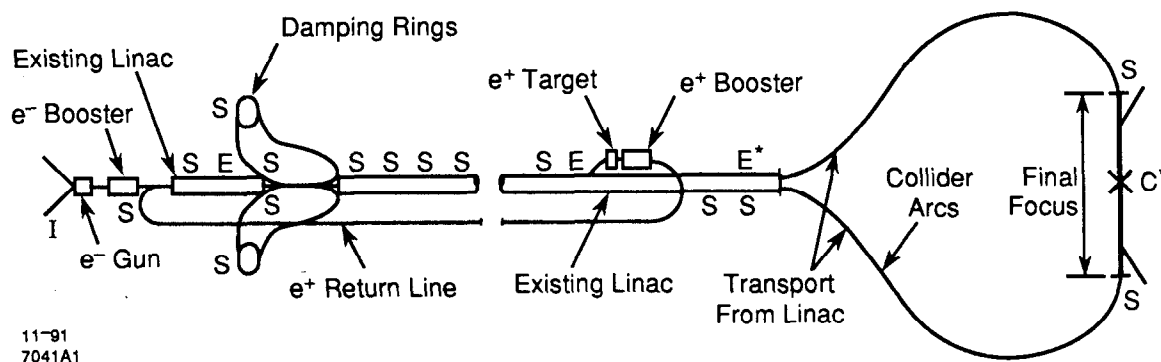 Damping Rings
Existing Linac
e⁻ Booster
e⁺ Target
e⁺ Booster
S
S
S E S
S S S S
S E
E*
I
S
S
S S
Collider
Arcs
Final
Focus
C
e⁻ Gun
S
e⁺ Return Line
Existing Linac
Transport
From Linac
S
11-91
7041A1